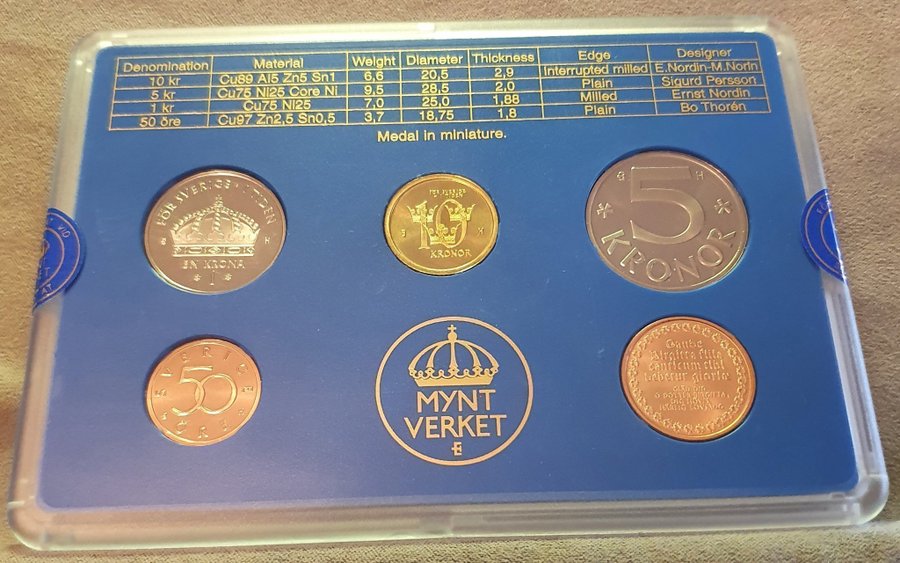 Denomination Material Weight Diameter Thickness Edge Designer
10 kr Cu89 Al5 Zn5 Sn1 6,6 20,5 2,9 Interrupted milled E.Nordin-M.Norin
5 kr Cu75 Ni25 Core Ni 9,5 28,5 2,0 Plain Sigurd Persson
1 kr Cu75 Ni25 7,0 25,0 1,88 Milled Ernst Nordin
50 öre Cu97 Zn2,5 Sn0,5 3,7 18,75 1,8 Plain Bo Thorén
Medal in miniature.
FÖR SVERIGE I TIDEN
EN KRONA
1
FÖR SVERIGE
I TIDEN
10
KRONOR
5
KRONOR
SVERIGE
50
ÖRE
MYNT
VERKET
E
Birgitta